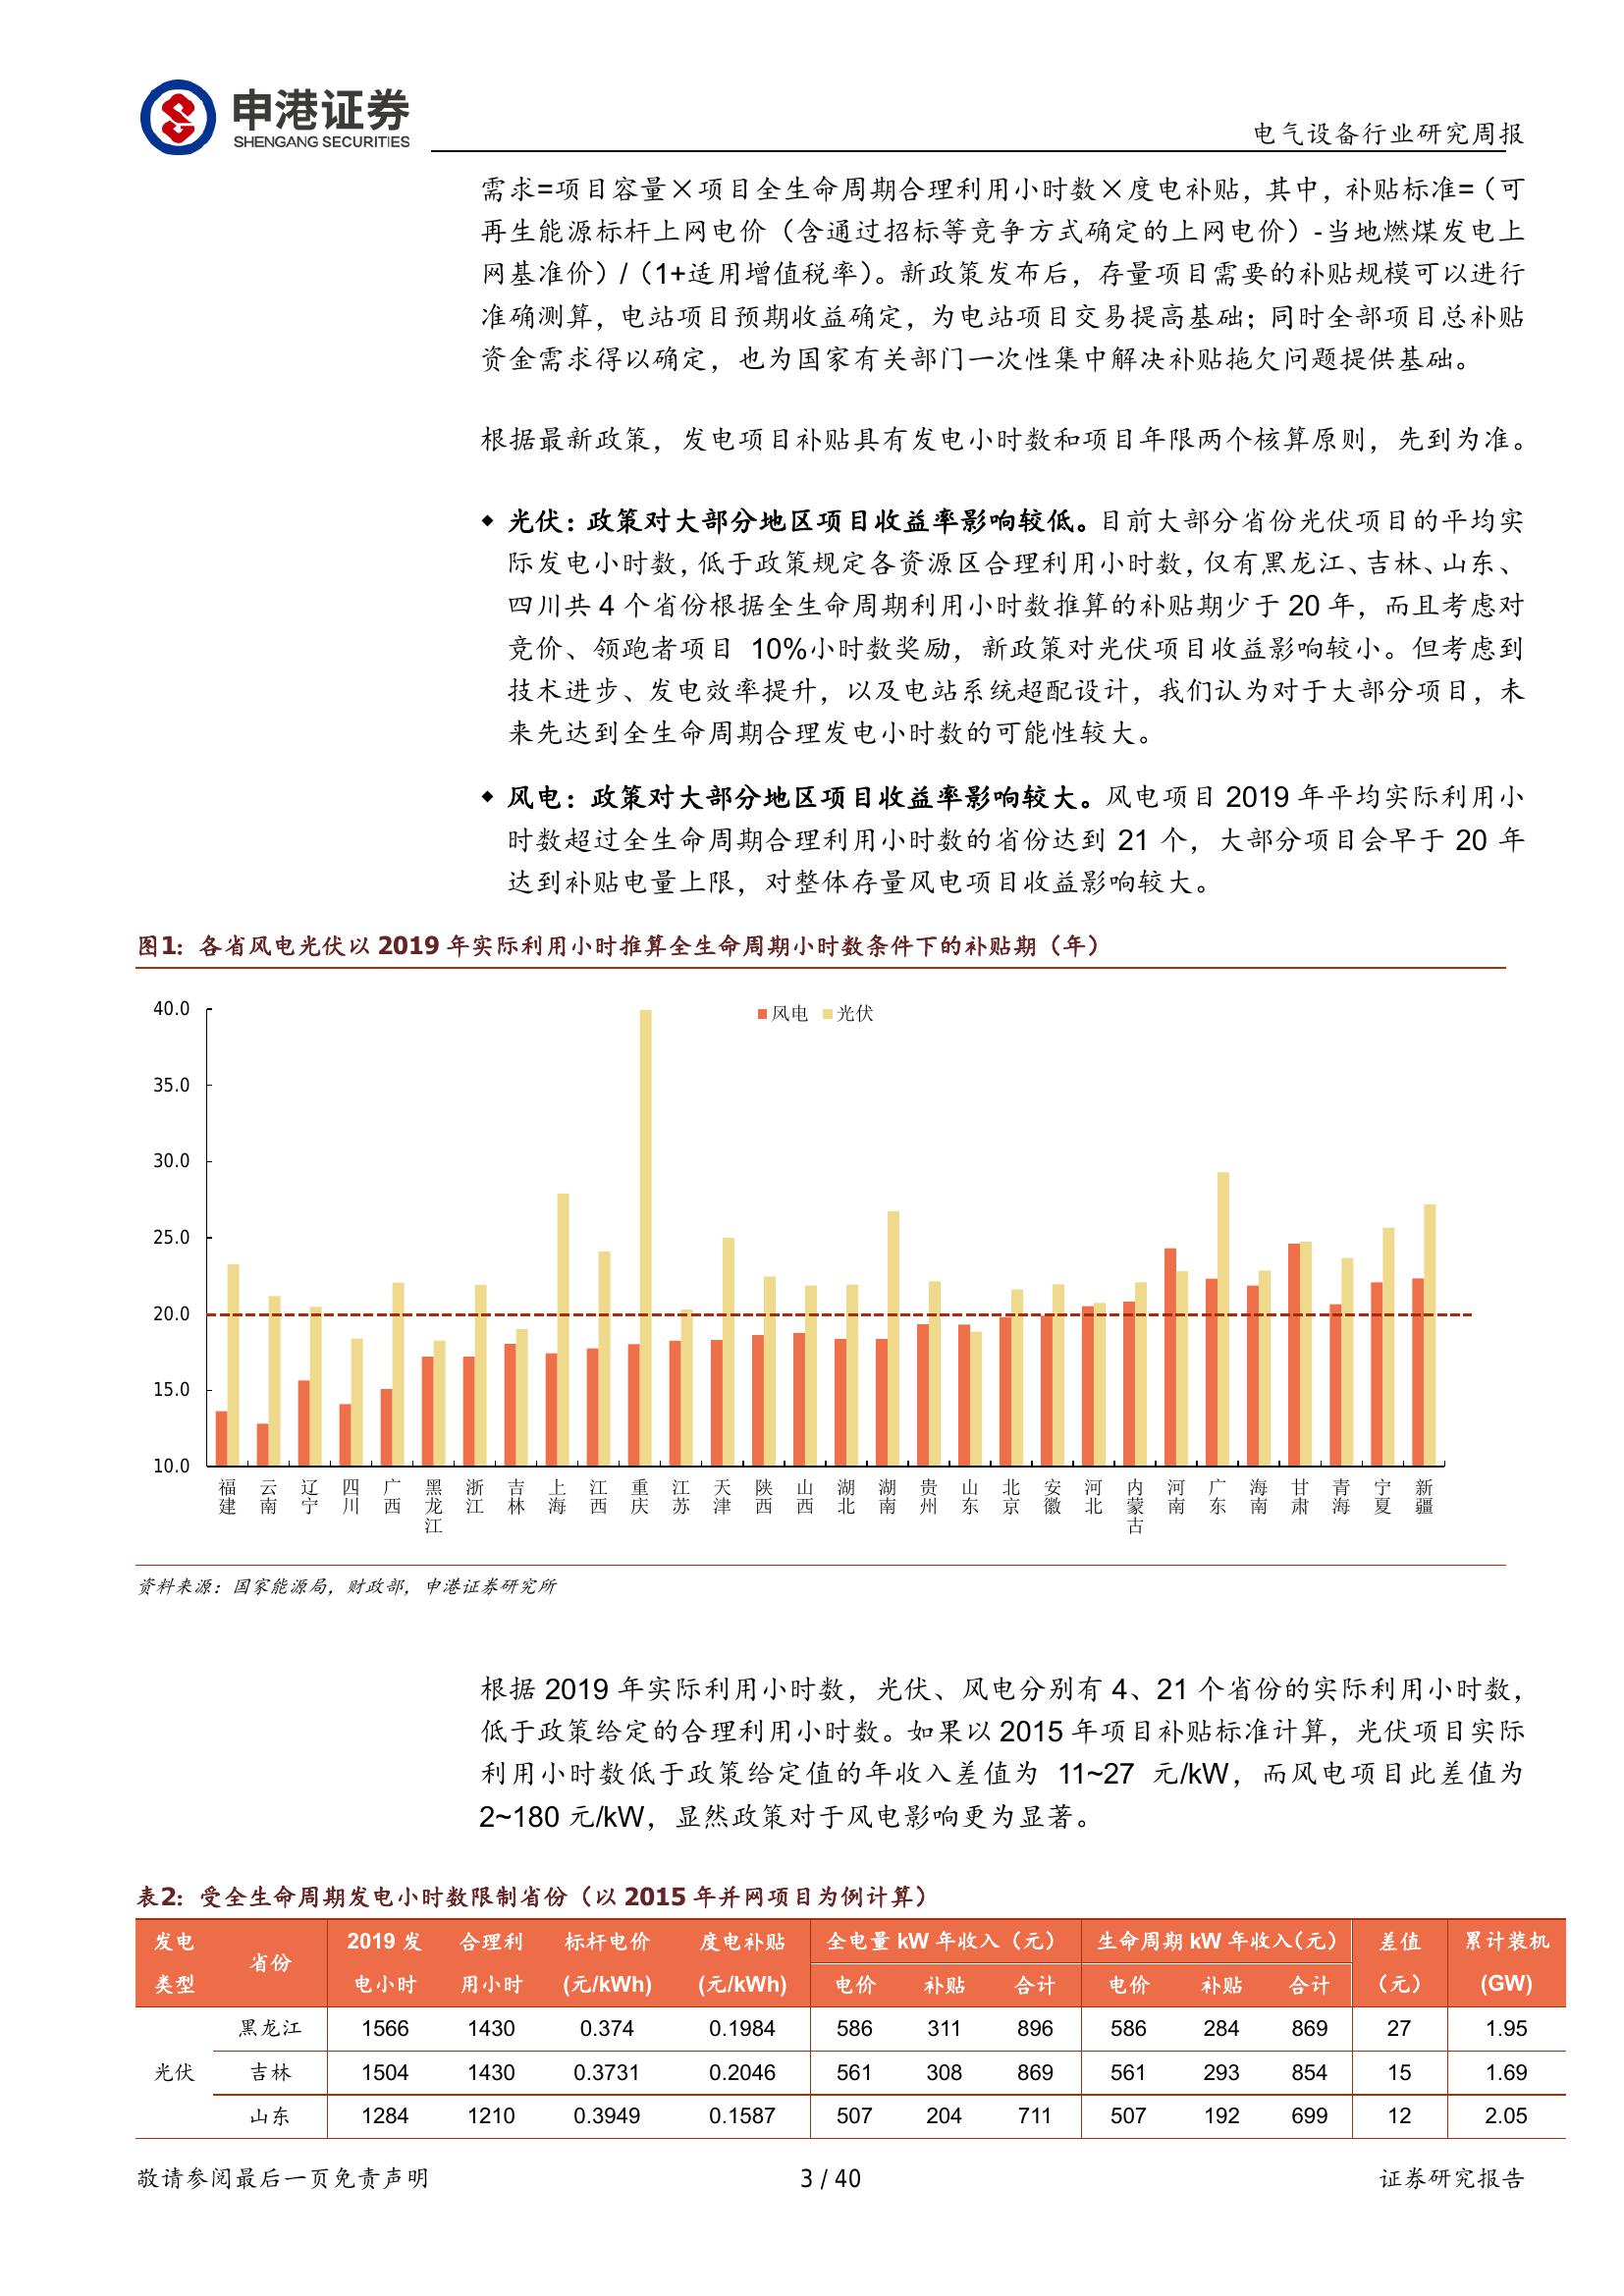 申港证券
SHENGANG SECURITIES
电气设备行业研究周报
需求=项目容量×项目全生命周期合理利用小时数×度电补贴，其中，补贴标准=（可
再生能源标杆上网电价（含通过招标等竞争方式确定的上网电价）-当地燃煤发电上
网基准价）/（1+适用增值税率）。新政策发布后，存量项目需要的补贴规模可以进行
准确测算，电站项目预期收益确定，为电站项目交易提高基础；同时全部项目总补贴
资金需求得以确定，也为国家有关部门一次性集中解决补贴拖欠问题提供基础。
根据最新政策，发电项目补贴具有发电小时数和项目年限两个核算原则，先到为准。
◆ 光伏：政策对大部分地区项目收益率影响较低。目前大部分省份光伏项目的平均实
际发电小时数，低于政策规定各资源区合理利用小时数，仅有黑龙江、吉林、山东、
四川共 4 个省份根据全生命周期利用小时数推算的补贴期少于 20 年，而且考虑对
竞价、领跑者项目 10%小时数奖励，新政策对光伏项目收益影响较小。但考虑到
技术进步、发电效率提升，以及电站系统超配设计，我们认为对于大部分项目，未
来先达到全生命周期合理发电小时数的可能性较大。
◆ 风电：政策对大部分地区项目收益率影响较大。风电项目 2019 年平均实际利用小
时数超过全生命周期合理利用小时数的省份达到 21 个，大部分项目会早于 20 年
达到补贴电量上限，对整体存量风电项目收益影响较大。
图1：各省风电光伏以 2019 年实际利用小时推算全生命周期小时数条件下的补贴期（年）
风电 光伏
40.0
35.0
30.0
25.0
20.0
15.0
10.0
福建 云南 辽宁 四川 广西 黑龙江 浙江 吉林 上海 江西 重庆 江苏 天津 陕西 山西 湖北 湖南 贵州 山东 北京 安徽 河北 内蒙古 河南 广东 海南 甘肃 青海 宁夏 新疆
资料来源：国家能源局，财政部，申港证券研究所
根据 2019 年实际利用小时数，光伏、风电分别有 4、21 个省份的实际利用小时数，
低于政策给定的合理利用小时数。如果以 2015 年项目补贴标准计算，光伏项目实际
利用小时数低于政策给定值的年收入差值为 11~27 元/kW，而风电项目此差值为
2~180 元/kW，显然政策对于风电影响更为显著。
表2：受全生命周期发电小时数限制省份（以 2015 年并网项目为例计算）
发电 省份 2019 发 合理利 标杆电价 度电补贴 全电量 kW 年收入（元） 生命周期 kW 年收入（元） 差值 累计装机
类型 电小时 用小时 (元/kWh) (元/kWh) 电价 补贴 合计 电价 补贴 合计 （元） (GW)
黑龙江 1566 1430 0.374 0.1984 586 311 896 586 284 869 27 1.95
光伏 吉林 1504 1430 0.3731 0.2046 561 308 869 561 293 854 15 1.69
山东 1284 1210 0.3949 0.1587 507 204 711 507 192 699 12 2.05
敬请参阅最后一页免责声明 3 / 40 证券研究报告